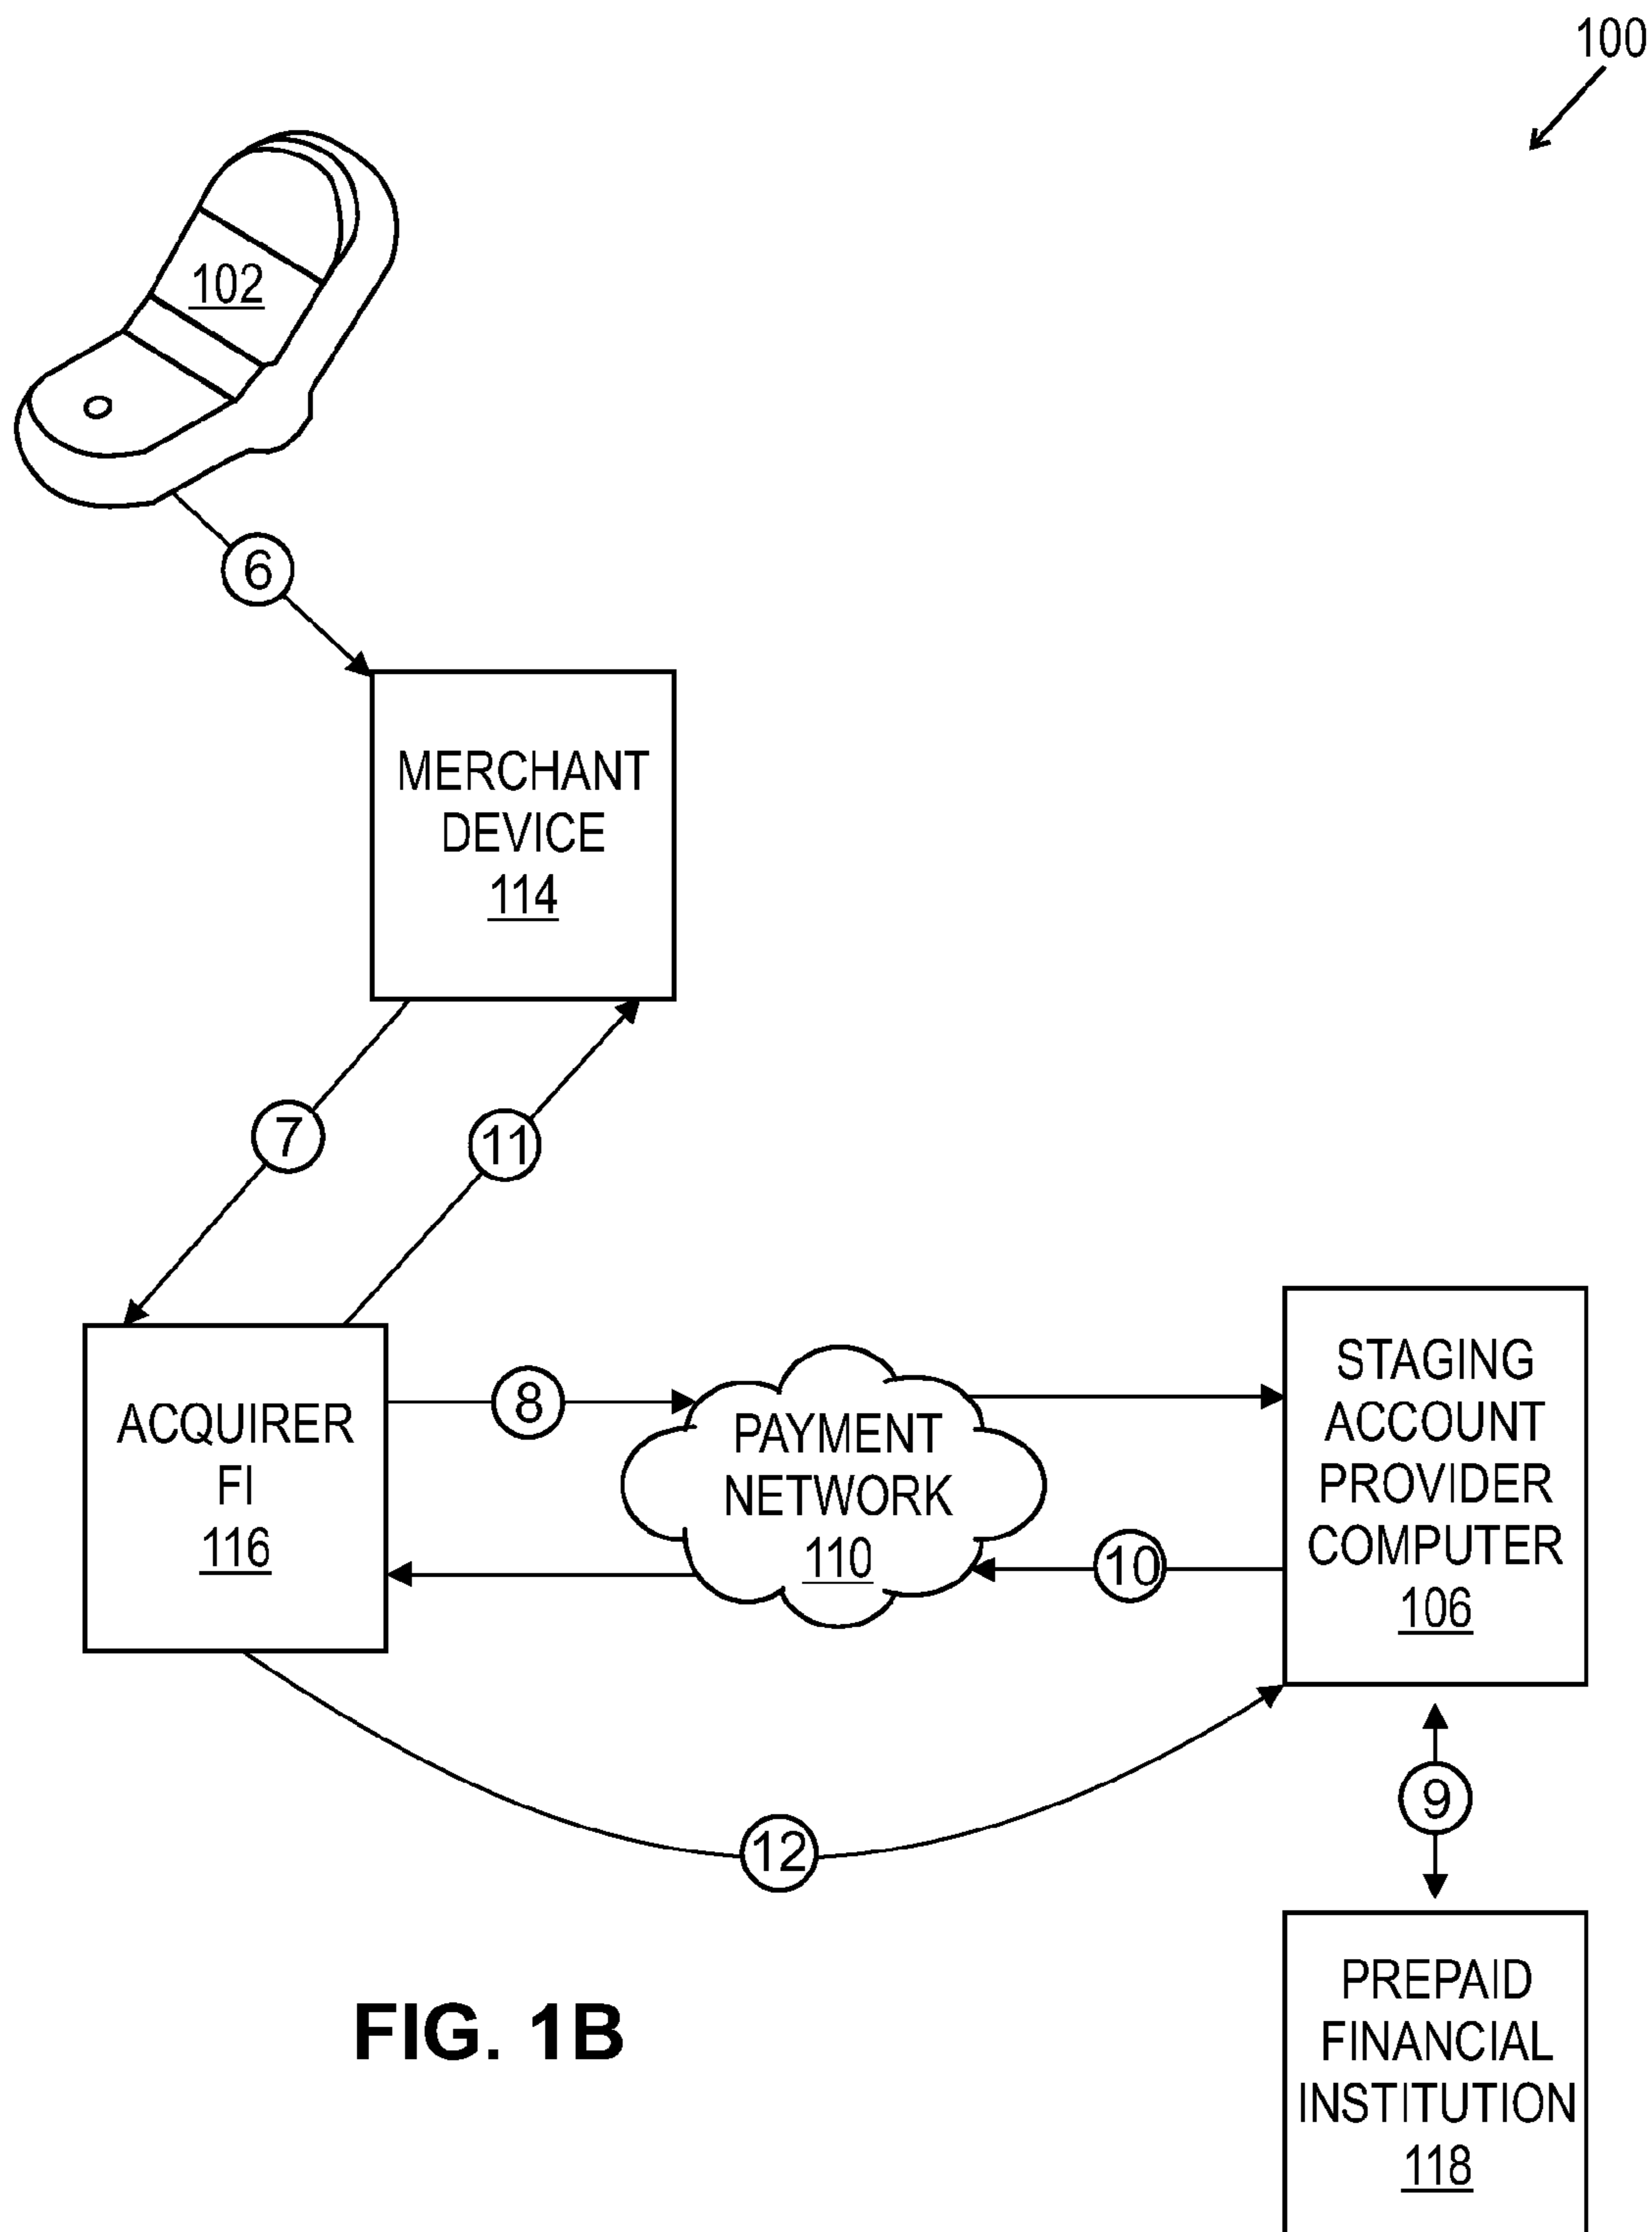 100
102
6
MERCHANT
DEVICE
114
7
11
ACQUIRER
FI
116
8
PAYMENT
NETWORK
110
STAGING
ACCOUNT
PROVIDER
COMPUTER
106
10
9
12
PREPAID
FINANCIAL
INSTITUTION
118
FIG. 1B